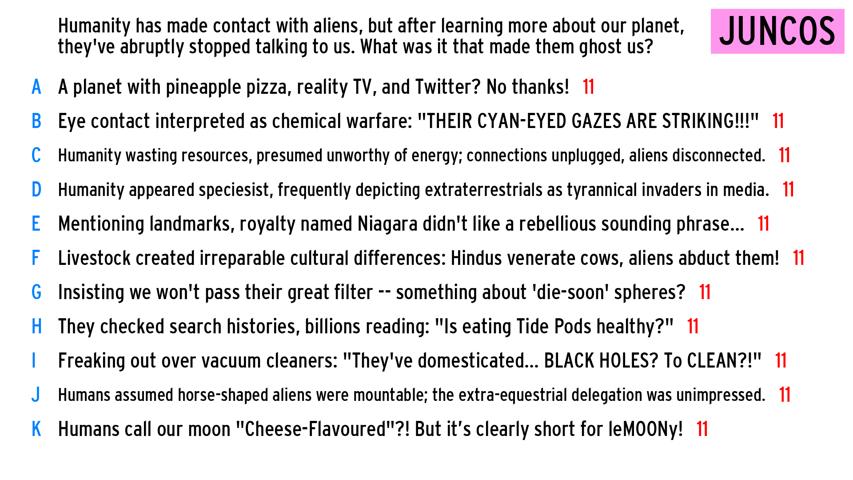 Humanity has made contact with aliens, but after learning more about our planet,
they've abruptly stopped talking to us. What was it that made them ghost us?
JUNCOS
A A planet with pineapple pizza, reality TV, and Twitter? No thanks! 11
B Eye contact interpreted as chemical warfare: "THEIR CYAN-EYED GAZES ARE STRIKING!!!" 11
C Humanity wasting resources, presumed unworthy of energy; connections unplugged, aliens disconnected. 11
D Humanity appeared speciesist, frequently depicting extraterrestrials as tyrannical invaders in media. 11
E Mentioning landmarks, royalty named Niagara didn't like a rebellious sounding phrase... 11
F Livestock created irreparable cultural differences: Hindus venerate cows, aliens abduct them! 11
G Insisting we won't pass their great filter -- something about 'die-soon' spheres? 11
H They checked search histories, billions reading: "Is eating Tide Pods healthy?" 11
I Freaking out over vacuum cleaners: "They've domesticated... BLACK HOLES? To CLEAN?!" 11
J Humans assumed horse-shaped aliens were mountable; the extra-equestrial delegation was unimpressed. 11
K Humans call our moon "Cheese-Flavoured"?! But it’s clearly short for leMOONy! 11